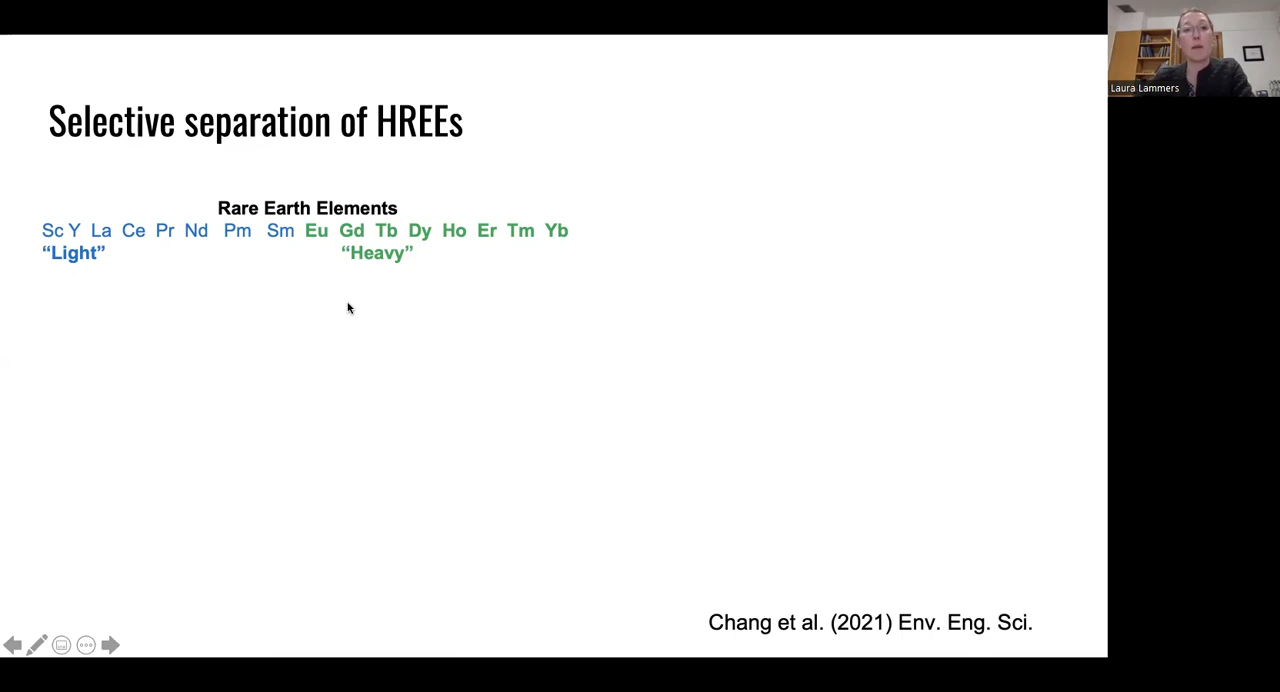 Selective separation of HREEs
Rare Earth Elements
Sc Y La Ce Pr Nd Pm Sm Eu Gd Tb Dy Ho Er Tm Yb
“Light” “Heavy”
Chang et al. (2021) Env. Eng. Sci.
Laura Lammers